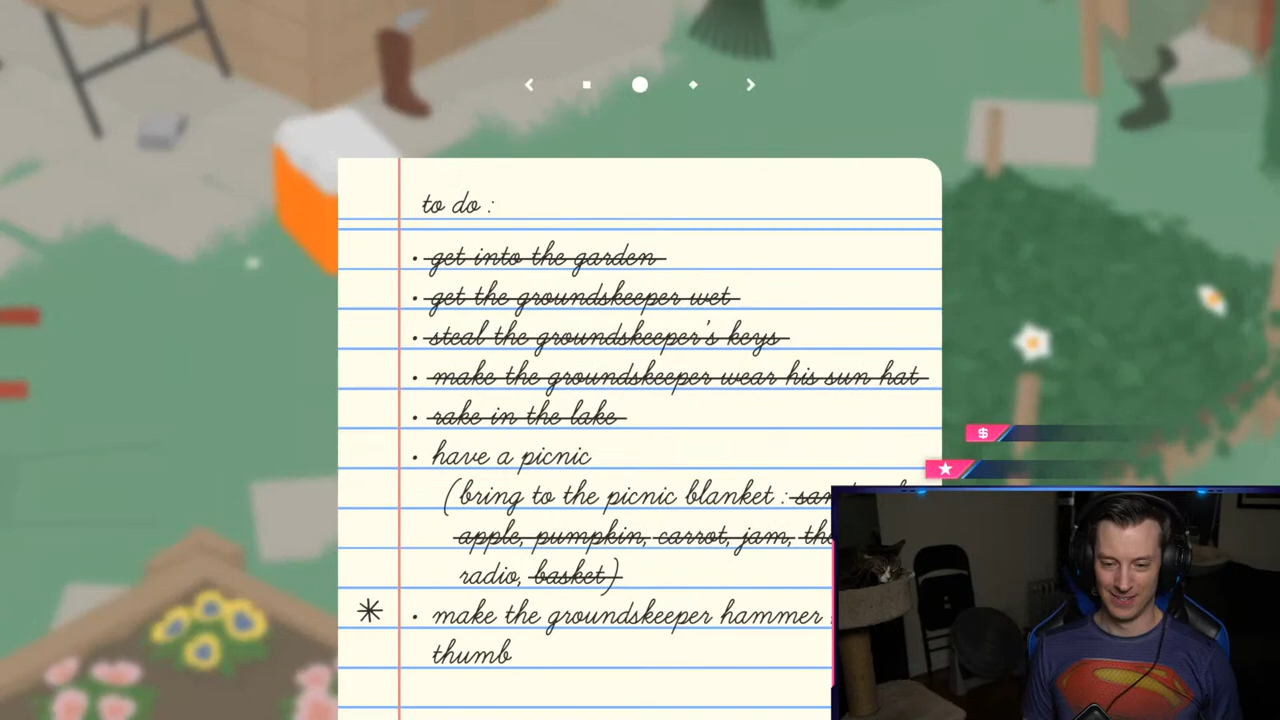 to do :
• get into the garden
• get the groundskeeper wet
• steal the groundskeeper's keys
• make the groundskeeper wear his sun hat
• rake in the lake
• have a picnic
(bring to the picnic blanket :
apple, pumpkin, carrot, jam,
radio, basket)
• make the groundskeeper hammer
thumb
$